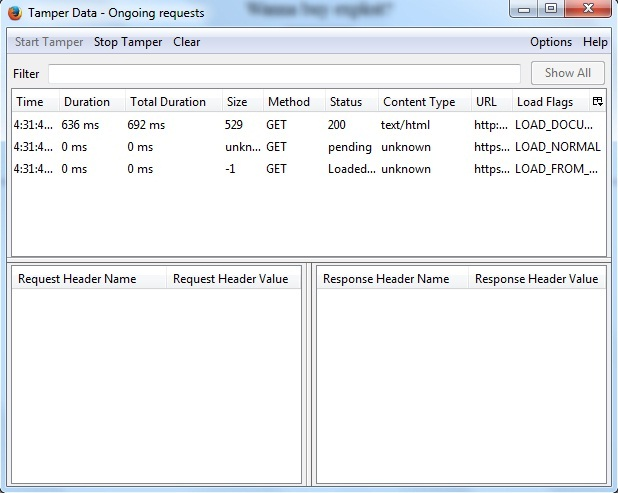 Wanna buy exploit?
Tamper Data - Ongoing requests
Start Tamper Stop Tamper Clear Options Help
Filter Show All
Time Duration Total Duration Size Method Status Content Type URL Load Flags
4:31:4... 636 ms 692 ms 529 GET 200 text/html http:... LOAD_DOCU...
4:31:4... 0 ms 0 ms unkn... GET pending unknown https... LOAD_NORMAL
4:31:4... 0 ms 0 ms -1 GET Loaded... unknown https... LOAD_FROM_...
Request Header Name Request Header Value Response Header Name Response Header Value